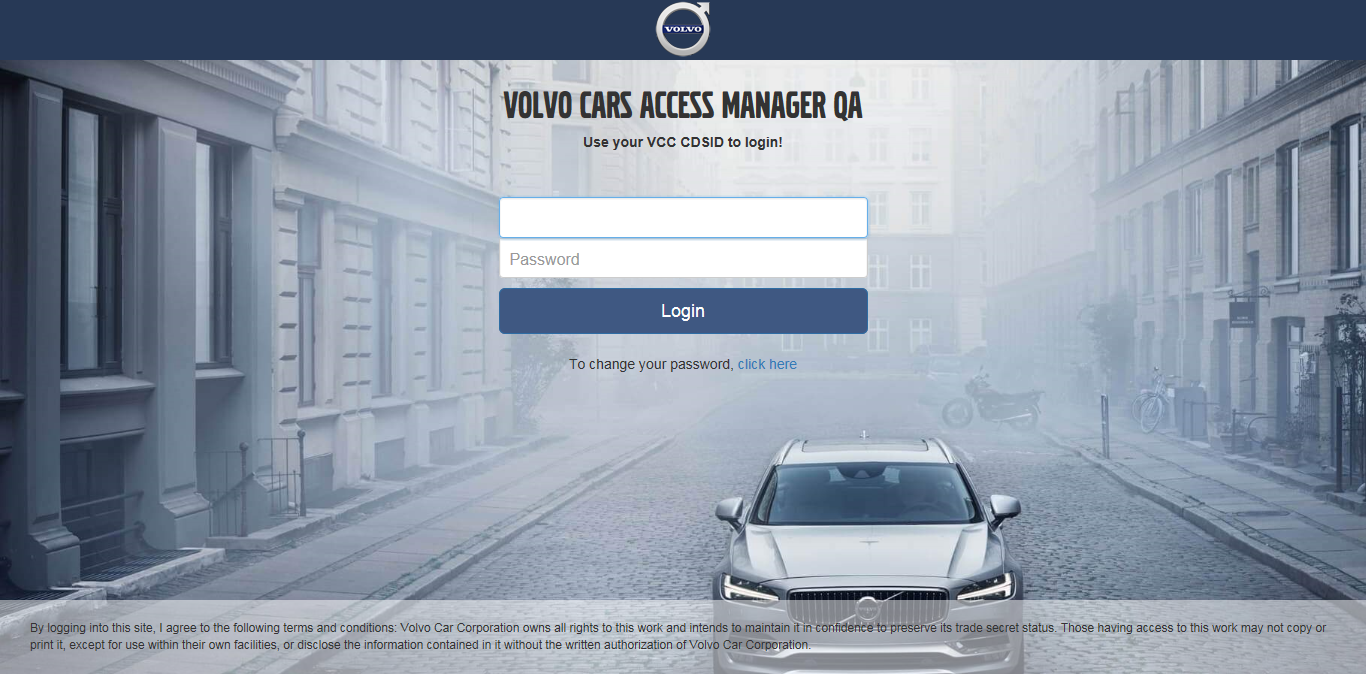 VOLVO
VOLVO CARS ACCESS MANAGER QA
Use your VCC CDSID to login!
Password
Login
To change your password, click here
By logging into this site, I agree to the following terms and conditions: Volvo Car Corporation owns all rights to this work and intends to maintain it in confidence to preserve its trade secret status. Those having access to this work may not copy or
print it, except for use within their own facilities, or disclose the information contained in it without the written authorization of Volvo Car Corporation.